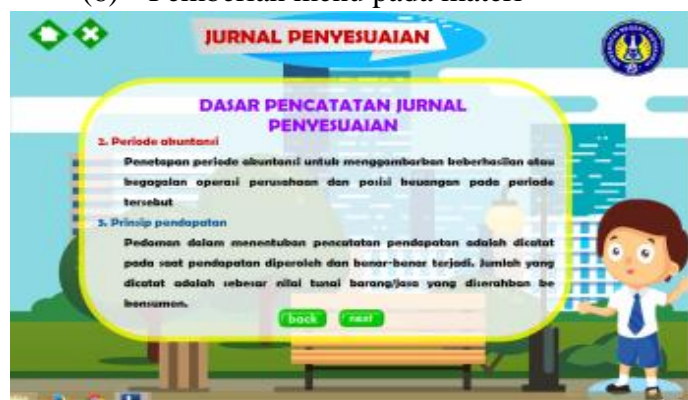 (6) Pemberian menu pada materi
JURNAL PENYESUAIAN
DASAR PENCATATAN JURNAL
PENYESUAIAN
2. Periode akuntansi
Penetapan periode akuntansi untuk menggambarkan keberhasilan atau
kegagalan operasi perusahaan dan posisi keuangan pada periode
tersebut
3. Prinsip pendapatan
Pedoman dalam menentukan pencatatan pendapatan adalah dicatat
pada saat pendapatan diperoleh dan benar-benar terjadi. Jumlah yang
dicatat adalah sebesar nilai tunai barang/jasa yang diserahkan ke
konsumen.
back next